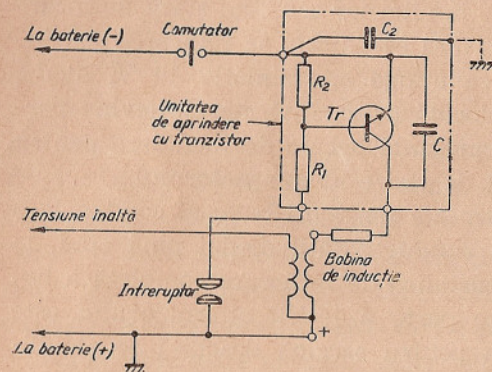 Comutator
La baterie (-)
C2
R2
Unitatea
de aprindere
cu tranzistor
Tr
C
R1
Tensiune înaltă
Bobina
de inducție
Intreruptor
+
La baterie (+)